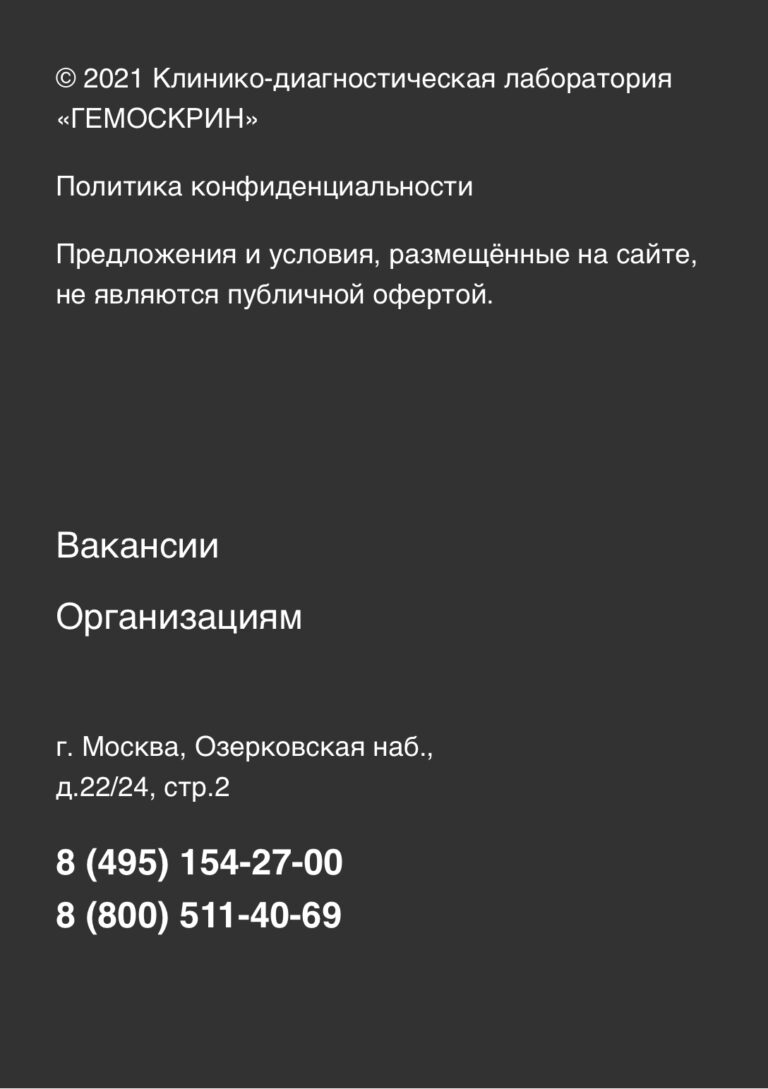 © 2021 Клинико-диагностическая лаборатория
«ГЕМОСКРИН»
Политика конфиденциальности
Предложения и условия, размещённые на сайте,
не являются публичной офертой.
Вакансии
Организациям
г. Москва, Озерковская наб.,
д.22/24, стр.2
8 (495) 154-27-00
8 (800) 511-40-69